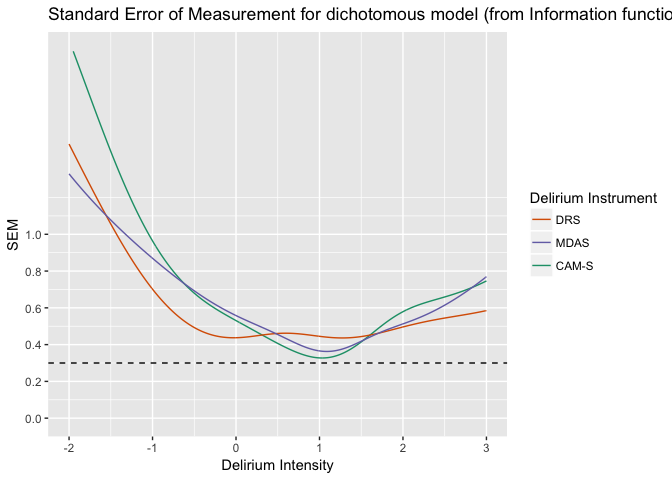 Standard Error of Measurement for dichotomous model (from Information functio
SEM
1.0
0.8
0.6
0.4
0.2
0.0
-2 -1 0 1 2 3
Delirium Intensity
Delirium Instrument
DRS
MDAS
CAM-S